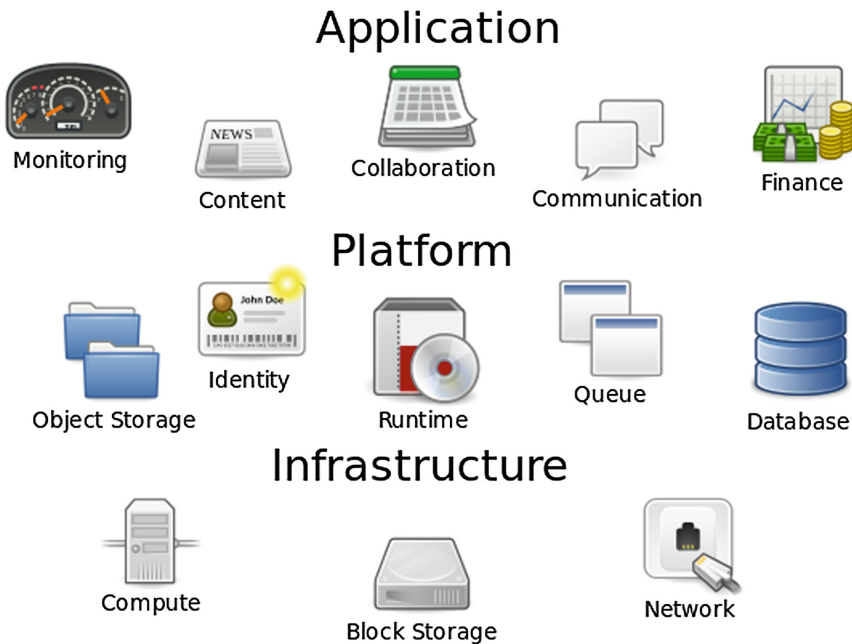 Application
Monitoring
NEWS
Content
Collaboration
Communication
Finance
Platform
John Doe
Object Storage
Identity
Runtime
Queue
Database
Infrastructure
Compute
Block Storage
Network